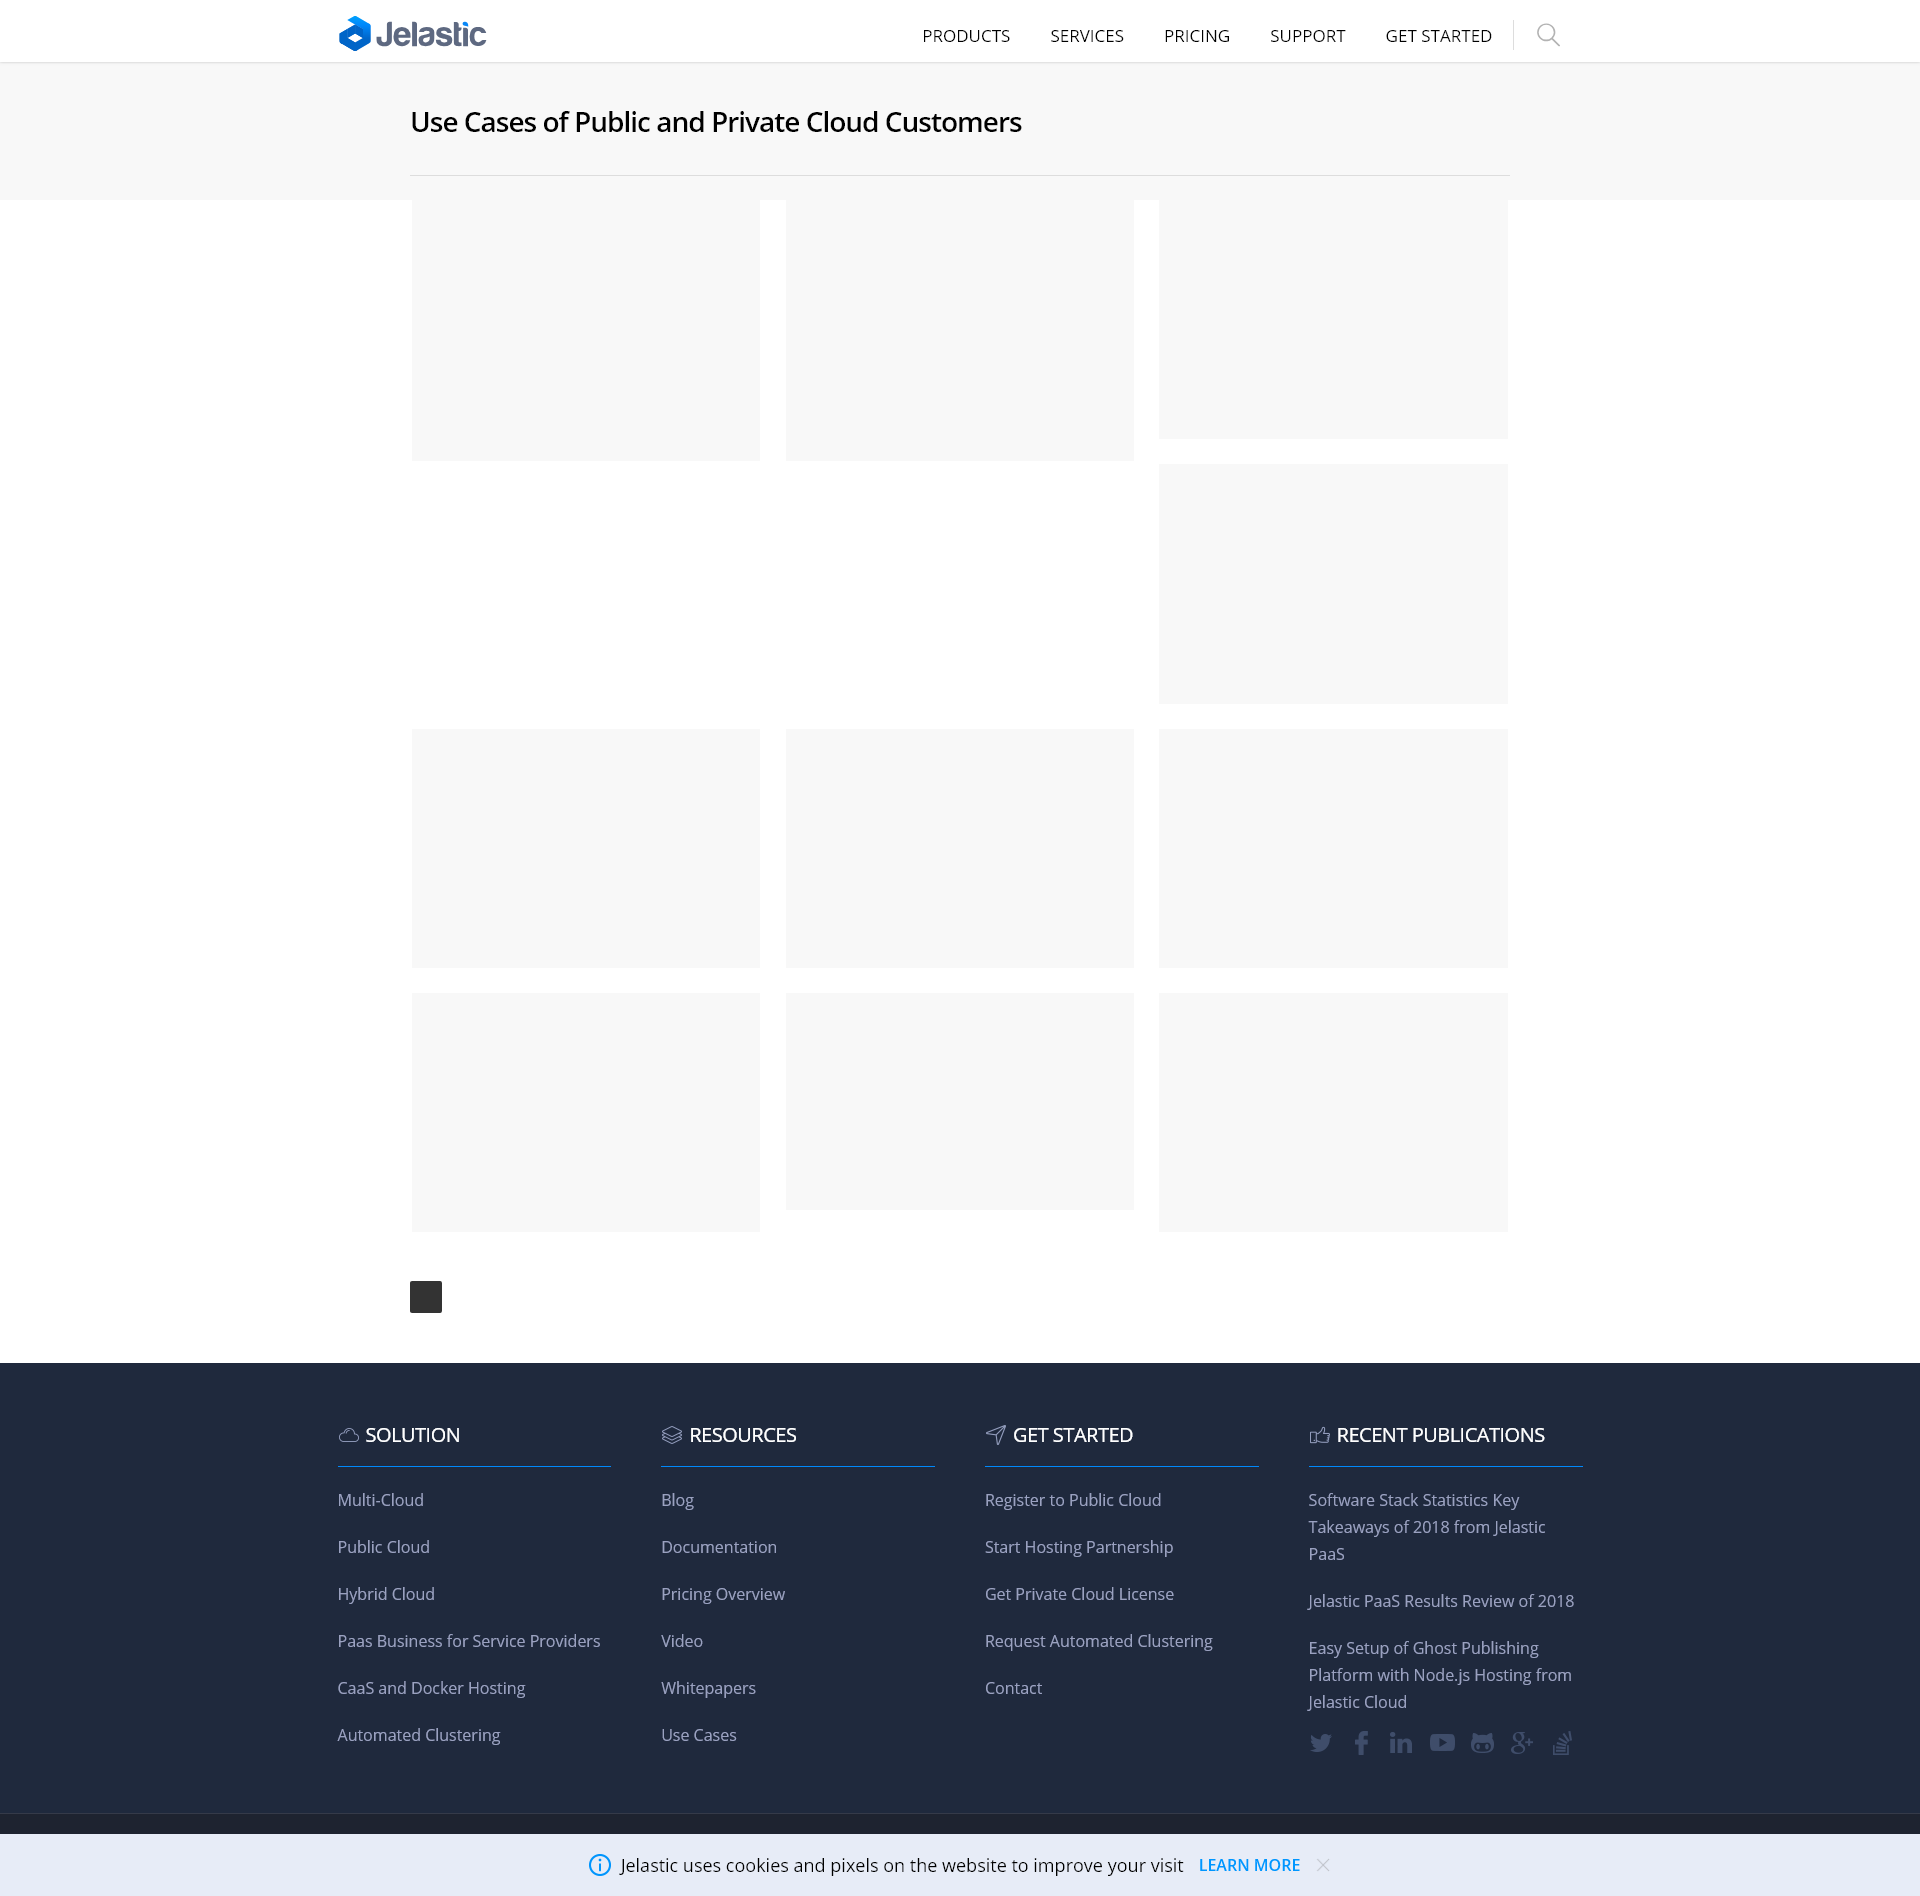 Jelastic
PRODUCTS
SERVICES
PRICING
SUPPORT
GET STARTED
Use Cases of Public and Private Cloud Customers
SOLUTION
Multi-Cloud
Public Cloud
Hybrid Cloud
Paas Business for Service Providers
CaaS and Docker Hosting
Automated Clustering
RESOURCES
Blog
Documentation
Pricing Overview
Video
Whitepapers
Use Cases
GET STARTED
Register to Public Cloud
Start Hosting Partnership
Get Private Cloud License
Request Automated Clustering
Contact
RECENT PUBLICATIONS
Software Stack Statistics Key
Takeaways of 2018 from Jelastic
PaaS
Jelastic PaaS Results Review of 2018
Easy Setup of Ghost Publishing
Platform with Node.js Hosting from
Jelastic Cloud
Jelastic uses cookies and pixels on the website to improve your visit LEARN MORE